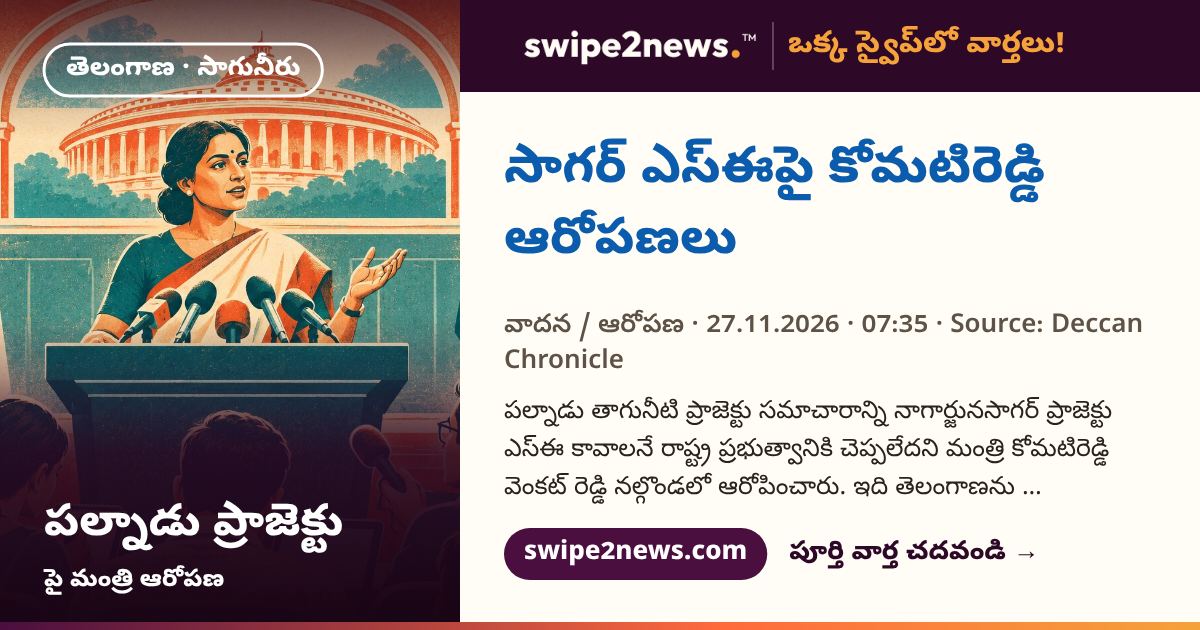 తెలంగాణ · సాగునీరు
swipe2news.™
ఒక్క స్వైప్‌లో వార్తలు!
సాగర్ ఎస్ఈపై కోమటిరెడ్డి
ఆరోపణలు
వాదన / ఆరోపణ · 27.11.2026 · 07:35 · Source: Deccan
Chronicle
పల్నాడు తాగునీటి ప్రాజెక్టు సమాచారాన్ని నాగార్జునసాగర్ ప్రాజెక్టు
ఎస్ఈ కావాలనే రాష్ట్ర ప్రభుత్వానికి చెప్పలేదని మంత్రి కోమటిరెడ్డి
వెంకట్ రెడ్డి నల్గొండలో ఆరోపించారు. ఇది తెలంగాణను ...
పల్నాడు ప్రాజెక్టు
పై మంత్రి ఆరోపణ
swipe2news.com
పూర్తి వార్త చదవండి →